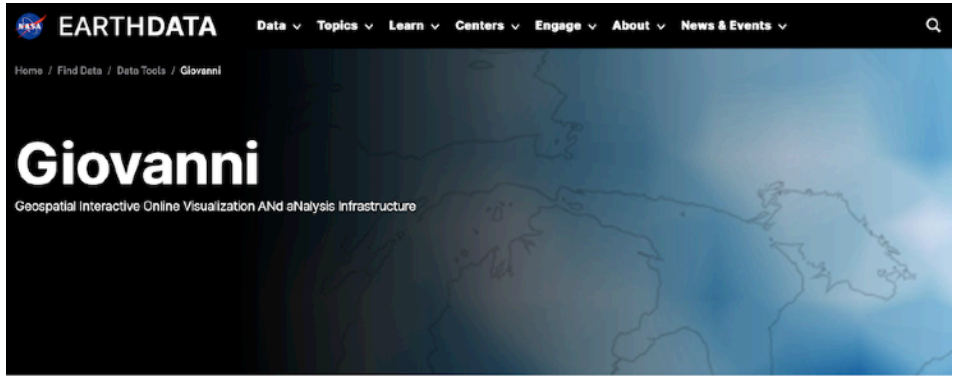 NASA EARTHDATA Data Topics Learn Centers Engage About News & Events
Home / Find Data / Data Tools / Giovanni
Giovanni
Geospatial Interactive Online Visualization ANd aNalysis Infrastructure